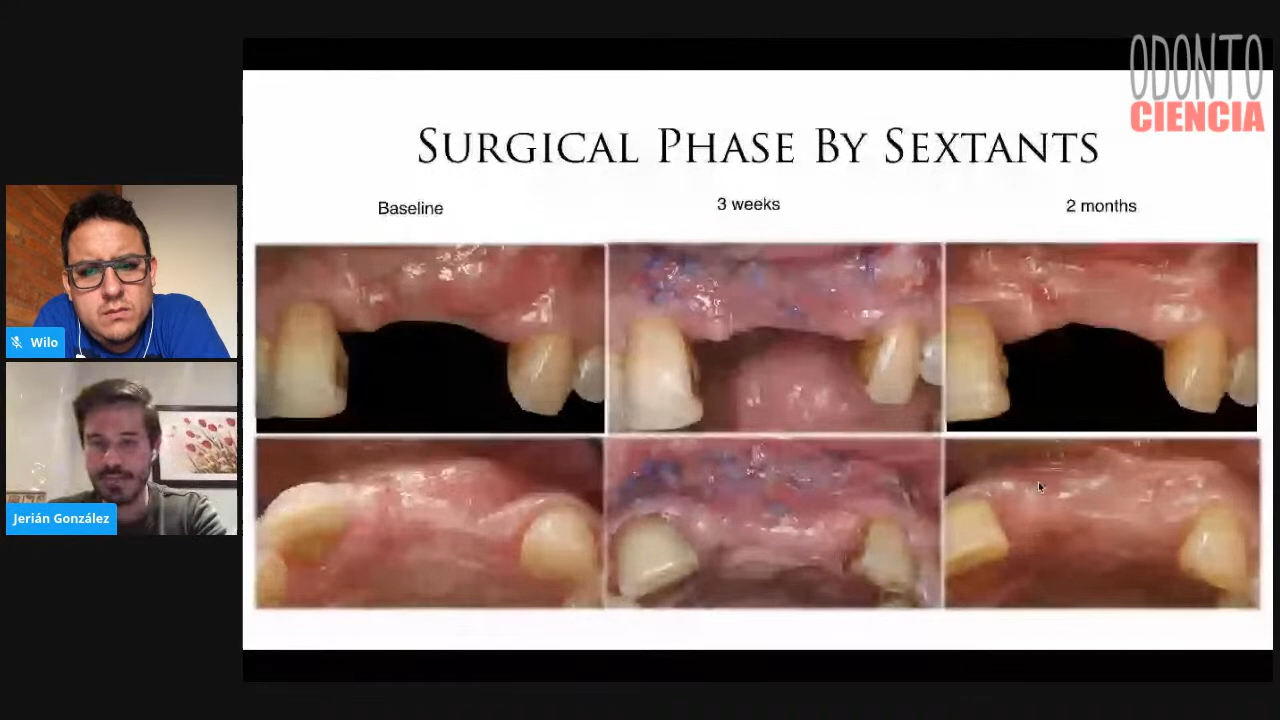 ODONTO
CIENCIA
SURGICAL PHASE BY SEXTANTS
Baseline
3 weeks
2 months
Wilo
Jerián González